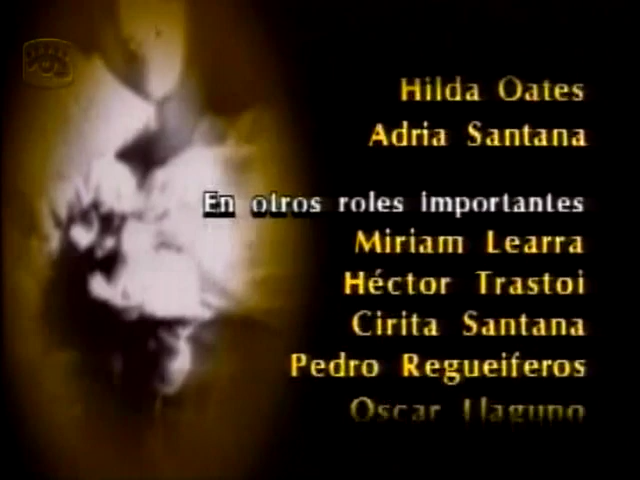 Hilda Oates
Adria Santana
En otros roles importantes
Miriam Learra
Héctor Trastoi
Cirita Santana
Pedro Regueiferos
Oscar Llaguno